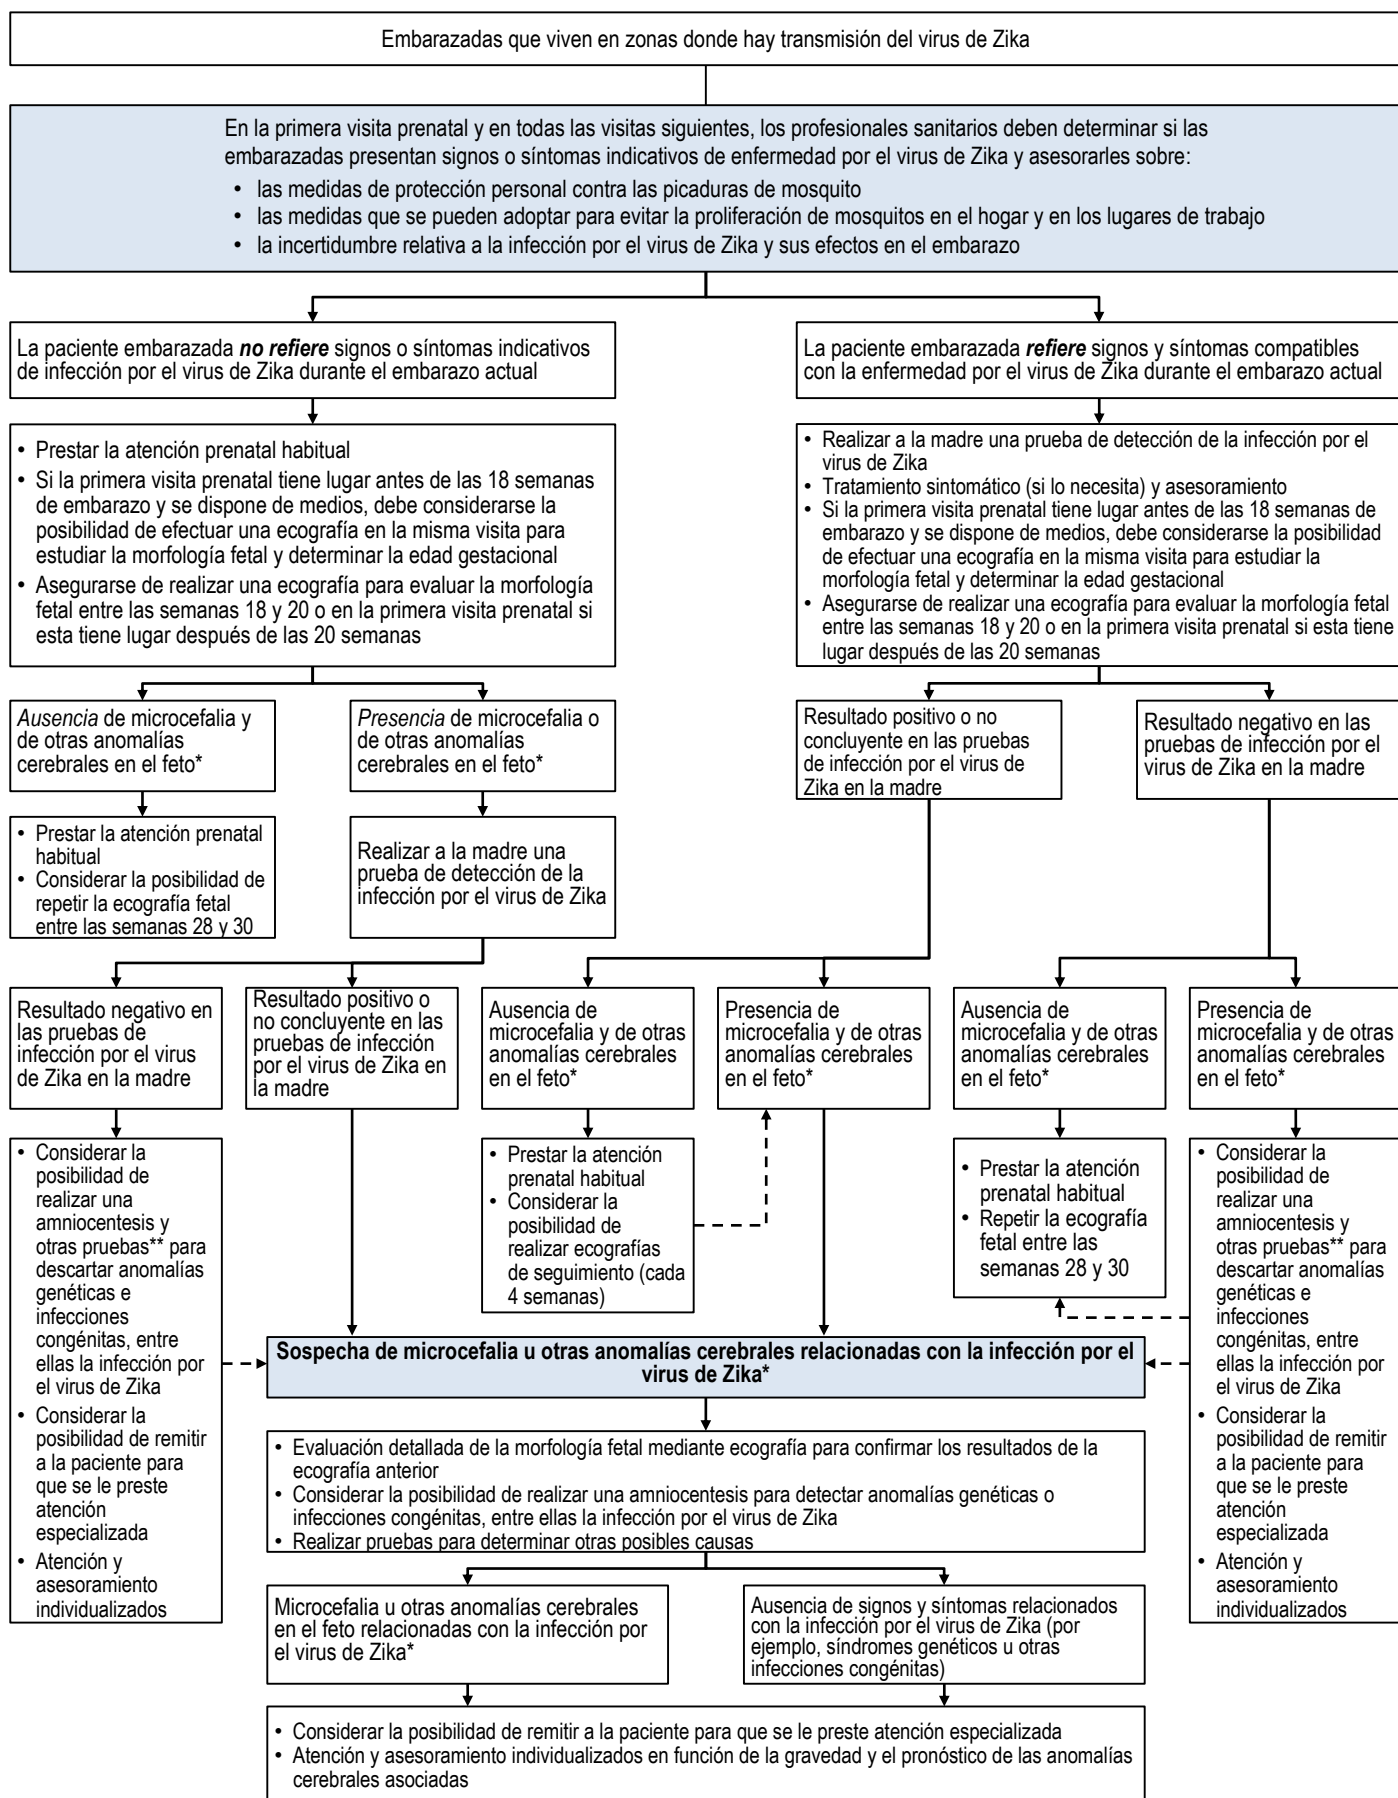 Embarazadas que viven en zonas donde hay transmisión del virus de Zika
En la primera visita prenatal y en todas las visitas siguientes, los profesionales sanitarios deben determinar si las
embarazadas presentan signos o síntomas indicativos de enfermedad por el virus de Zika y asesorarles sobre:
• las medidas de protección personal contra las picaduras de mosquito
• las medidas que se pueden adoptar para evitar la proliferación de mosquitos en el hogar y en los lugares de trabajo
• la incertidumbre relativa a la infección por el virus de Zika y sus efectos en el embarazo
La paciente embarazada no refiere signos o síntomas indicativos
de infección por el virus de Zika durante el embarazo actual
La paciente embarazada refiere signos y síntomas compatibles
con la enfermedad por el virus de Zika durante el embarazo actual
• Prestar la atención prenatal habitual
• Si la primera visita prenatal tiene lugar antes de las 18 semanas
de embarazo y se dispone de medios, debe considerarse la
posibilidad de efectuar una ecografía en la misma visita para
estudiar la morfología fetal y determinar la edad gestacional
• Asegurarse de realizar una ecografía para evaluar la morfología
fetal entre las semanas 18 y 20 o en la primera visita prenatal si
esta tiene lugar después de las 20 semanas
• Realizar a la madre una prueba de detección de la infección por el
virus de Zika
• Tratamiento sintomático (si lo necesita) y asesoramiento
• Si la primera visita prenatal tiene lugar antes de las 18 semanas de
embarazo y se dispone de medios, debe considerarse la posibilidad
de efectuar una ecografía en la misma visita para estudiar la
morfología fetal y determinar la edad gestacional
• Asegurarse de realizar una ecografía para evaluar la morfología fetal
entre las semanas 18 y 20 o en la primera visita prenatal si esta tiene
lugar después de las 20 semanas
Ausencia de microcefalia y
de otras anomalías
cerebrales en el feto*
Presencia de microcefalia o
de otras anomalías
cerebrales en el feto*
Resultado positivo o no
concluyente en las pruebas
de infección por el virus de
Zika en la madre
Resultado negativo en las
pruebas de infección por el
virus de Zika en la madre
• Prestar la atención prenatal
habitual
• Considerar la posibilidad de
repetir la ecografía fetal
entre las semanas 28 y 30
Realizar a la madre una
prueba de detección de la
infección por el virus de Zika
Resultado negativo en
las pruebas de
infección por el virus
de Zika en la madre
Resultado positivo o
no concluyente en las
pruebas de infección
por el virus de Zika en
la madre
Ausencia de
microcefalia y de otras
anomalías cerebrales
en el feto*
Presencia de
microcefalia y de otras
anomalías cerebrales
en el feto*
Ausencia de
microcefalia y de otras
anomalías cerebrales
en el feto*
Presencia de
microcefalia y de otras
anomalías cerebrales
en el feto*
• Considerar la
posibilidad de
realizar una
amniocentesis y
otras pruebas** para
descartar anomalías
genéticas e
infecciones
congénitas, entre
ellas la infección por
el virus de Zika
• Considerar la
posibilidad de remitir
a la paciente para
que se le preste
atención
especializada
• Atención y
asesoramiento
individualizados
• Prestar la atención
prenatal habitual
• Considerar la
posibilidad de
realizar ecografías
de seguimiento (cada
4 semanas)
• Prestar la atención
prenatal habitual
• Repetir la ecografía
fetal entre las
semanas 28 y 30
• Considerar la
posibilidad de
realizar una
amniocentesis y
otras pruebas** para
descartar anomalías
genéticas e
infecciones
congénitas, entre
ellas la infección por
el virus de Zika
• Considerar la
posibilidad de remitir
a la paciente para
que se le preste
atención
especializada
• Atención y
asesoramiento
individualizados
Sospecha de microcefalia u otras anomalías cerebrales relacionadas con la infección por el
virus de Zika*
• Evaluación detallada de la morfología fetal mediante ecografía para confirmar los resultados de la
ecografía anterior
• Considerar la posibilidad de realizar una amniocentesis para detectar anomalías genéticas o
infecciones congénitas, entre ellas la infección por el virus de Zika
• Realizar pruebas para determinar otras posibles causas
Microcefalia u otras anomalías cerebrales
en el feto relacionadas con la infección por
el virus de Zika*
Ausencia de signos y síntomas relacionados
con la infección por el virus de Zika (por
ejemplo, síndromes genéticos u otras
infecciones congénitas)
• Considerar la posibilidad de remitir a la paciente para que se le preste atención especializada
• Atención y asesoramiento individualizados en función de la gravedad y el pronóstico de las anomalías
cerebrales asociadas